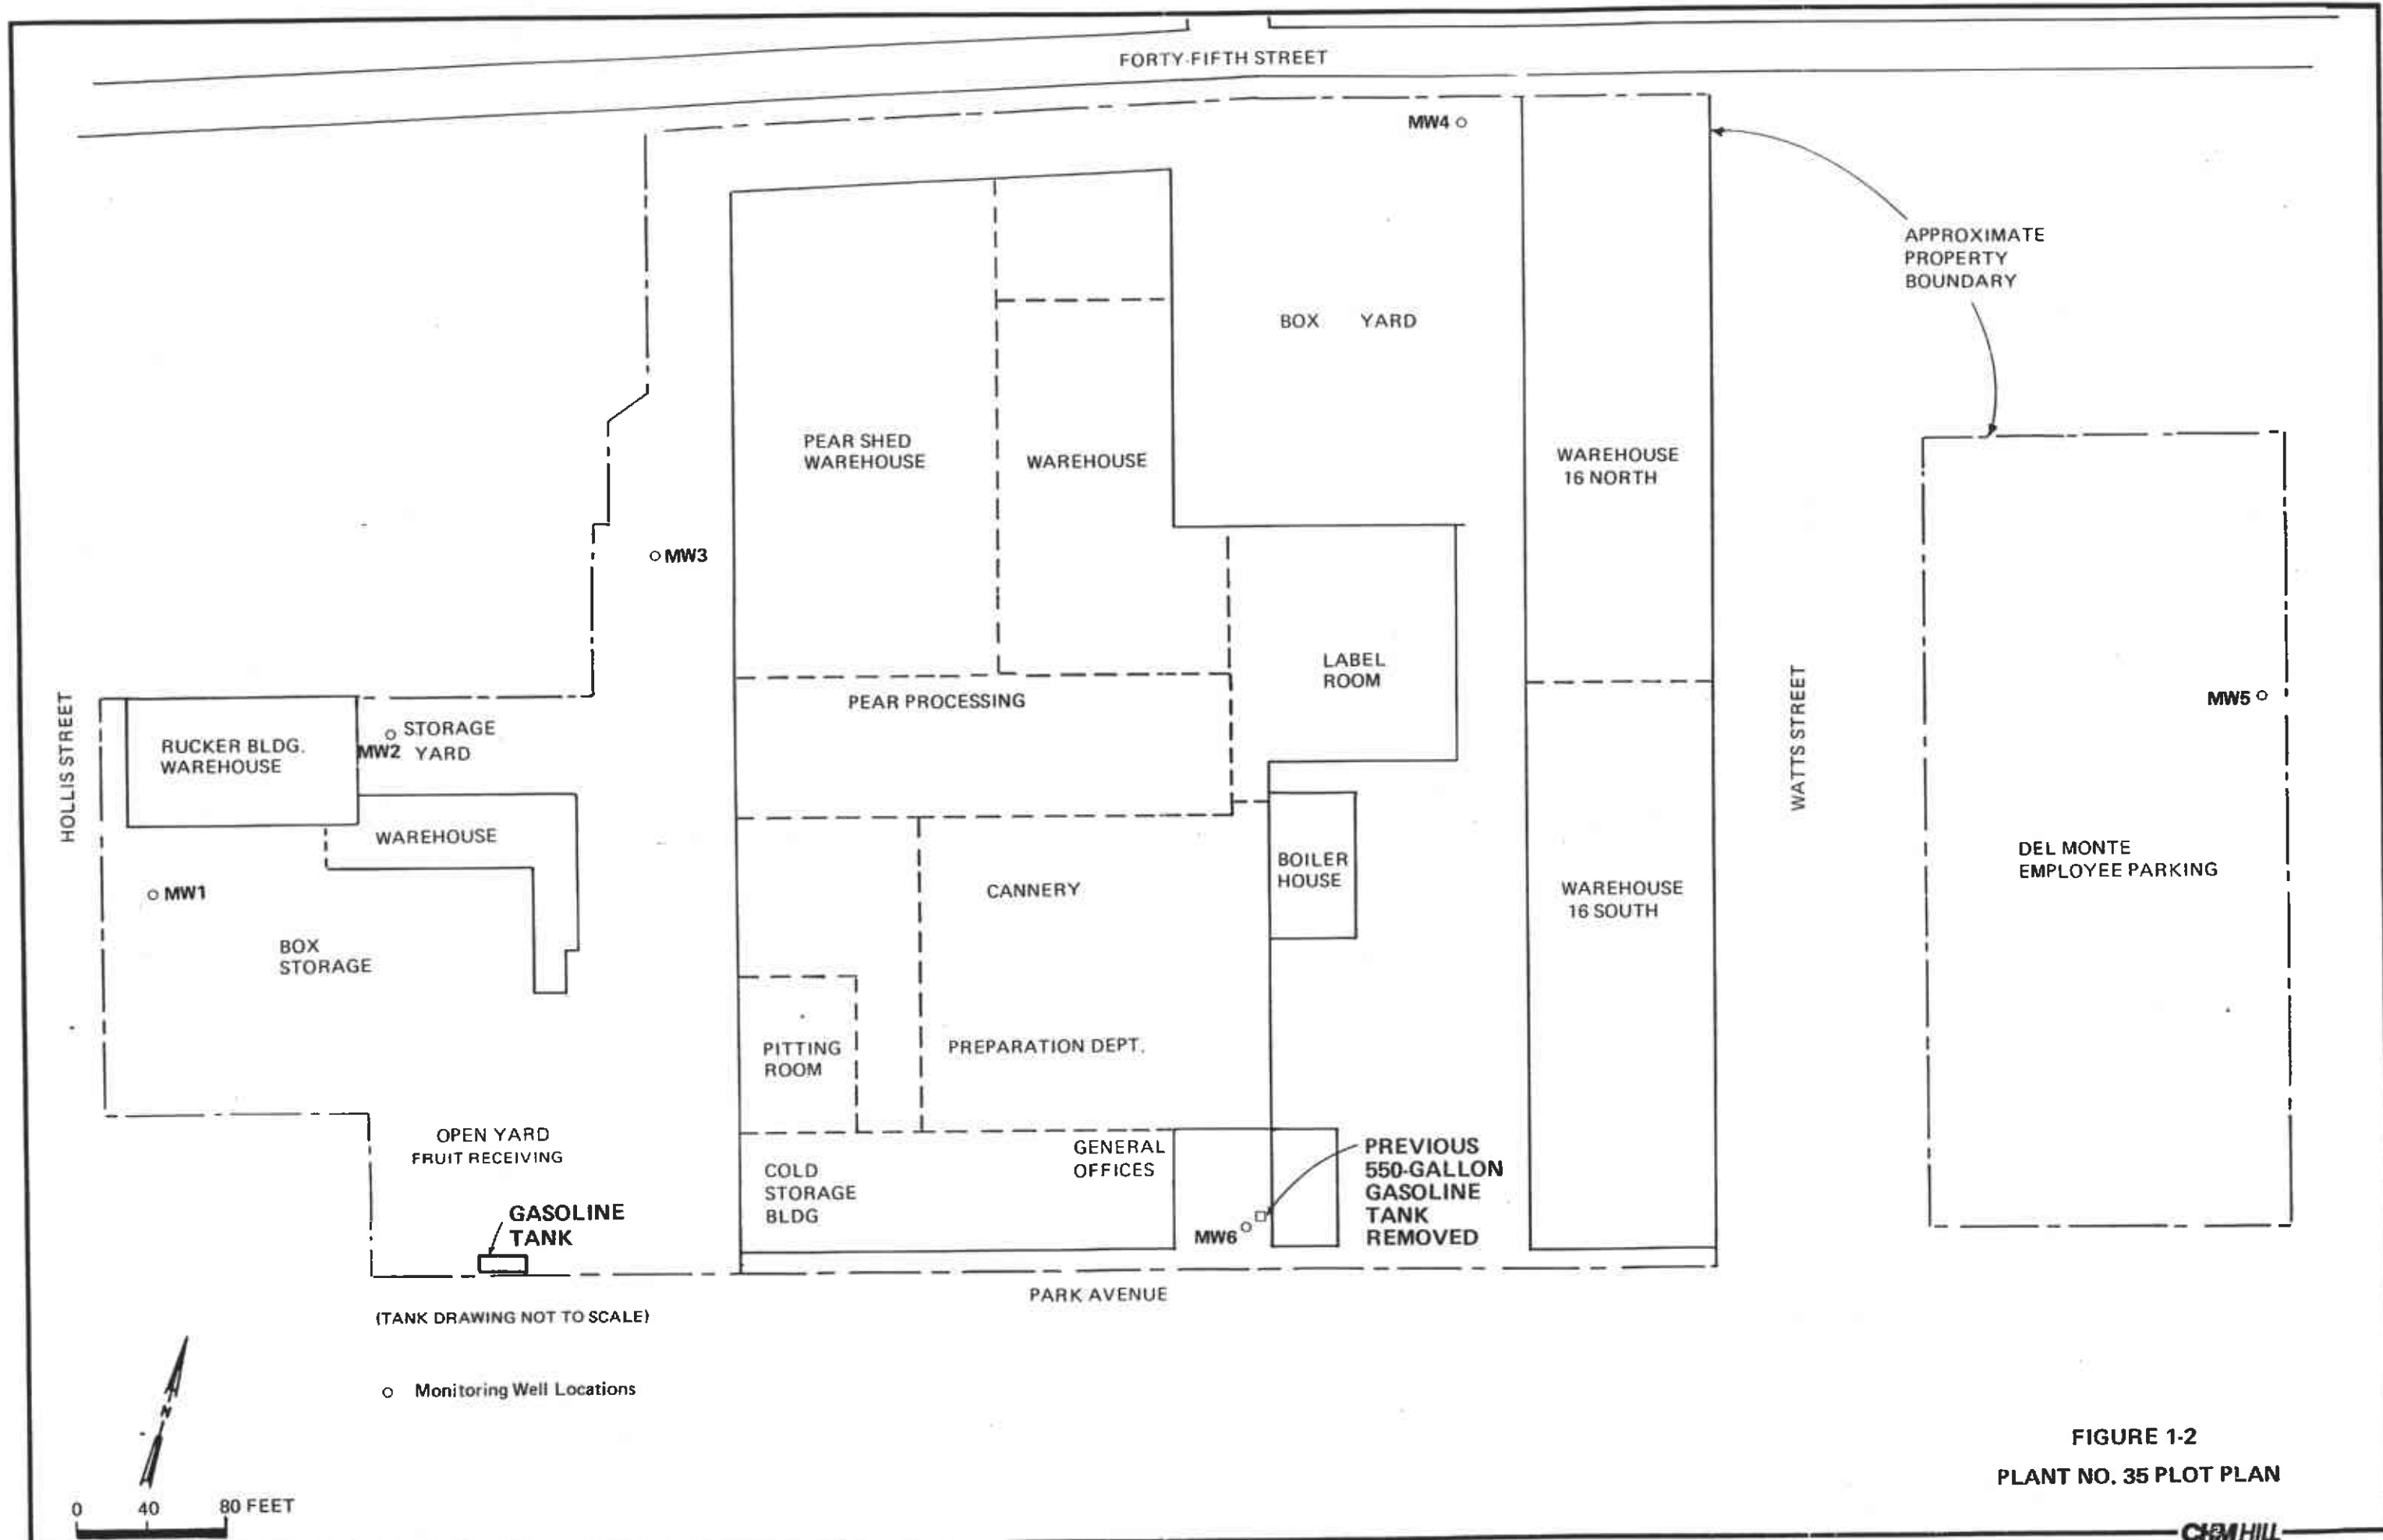 FORTY-FIFTH STREET
MW4
APPROXIMATE
PROPERTY
BOUNDARY
BOX YARD
PEAR SHED
WAREHOUSE
WAREHOUSE
WAREHOUSE
16 NORTH
MW3
LABEL
ROOM
HOLLIS STREET
WATTS STREET
MW5
PEAR PROCESSING
RUCKER BLDG.
WAREHOUSE
STORAGE
YARD
MW2
WAREHOUSE
MW1
BOILER
HOUSE
CANNERY
WAREHOUSE
16 SOUTH
DEL MONTE
EMPLOYEE PARKING
BOX
STORAGE
PITTING
ROOM
PREPARATION DEPT.
OPEN YARD
FRUIT RECEIVING
GENERAL
OFFICES
COLD
STORAGE
BLDG
PREVIOUS
550-GALLON
GASOLINE
TANK
REMOVED
MW6
GASOLINE
TANK
PARK AVENUE
(TANK DRAWING NOT TO SCALE)
N
Monitoring Well Locations
0 40 80 FEET
FIGURE 1-2
PLANT NO. 35 PLOT PLAN
CH2M HILL